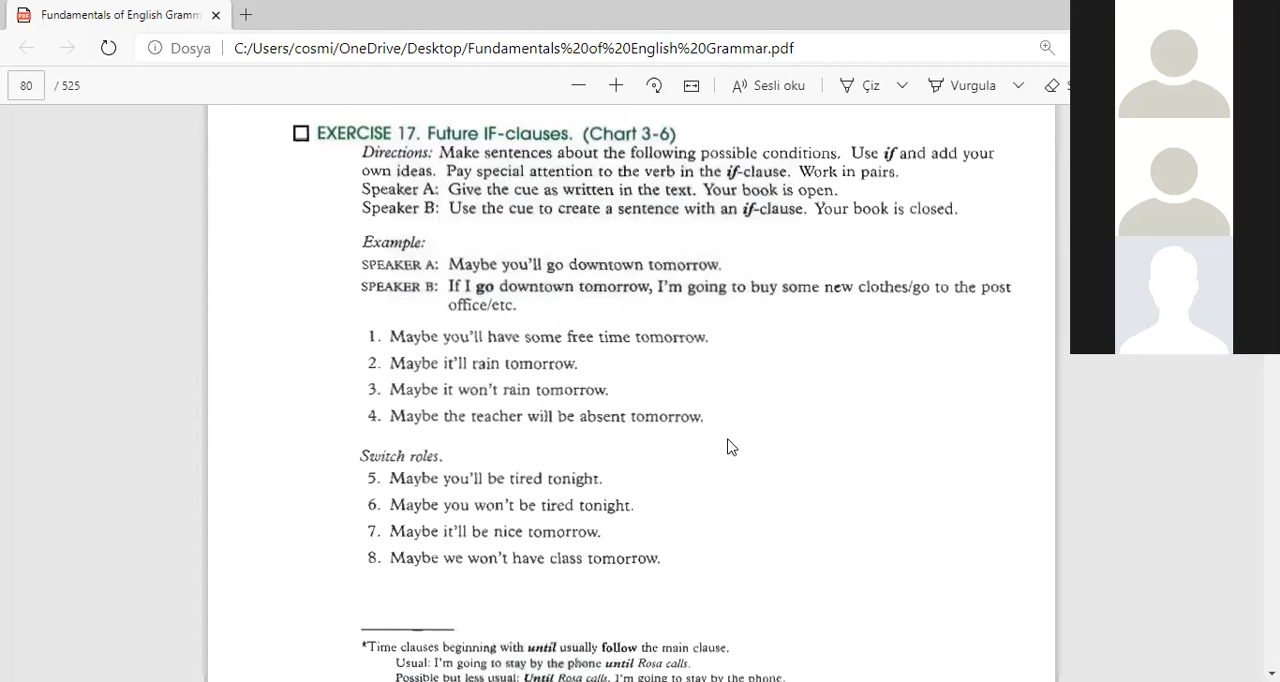 Fundamentals of English Gramm
Dosya
C:/Users/cosmi/OneDrive/Desktop/Fundamentals%20of%20English%20Grammar.pdf
80 / 525
Sesli oku
Çiz
Vurgula
EXERCISE 17. Future IF-clauses. (Chart 3-6)
Directions: Make sentences about the following possible conditions. Use if and add your
own ideas. Pay special attention to the verb in the if-clause. Work in pairs.
Speaker A: Give the cue as written in the text. Your book is open.
Speaker B: Use the cue to create a sentence with an if-clause. Your book is closed.
Example:
SPEAKER A: Maybe you'll go downtown tomorrow.
SPEAKER B: If I go downtown tomorrow, I'm going to buy some new clothes/go to the post
office/etc.
1. Maybe you'll have some free time tomorrow.
2. Maybe it'll rain tomorrow.
3. Maybe it won't rain tomorrow.
4. Maybe the teacher will be absent tomorrow.
Switch roles.
5. Maybe you'll be tired tonight.
6. Maybe you won't be tired tonight.
7. Maybe it'll be nice tomorrow.
8. Maybe we won't have class tomorrow.
*Time clauses beginning with until usually follow the main clause.
Usual: I'm going to stay by the phone until Rosa calls.
Possible but less usual: Until Rosa calls, I'm going to stay by the phone.